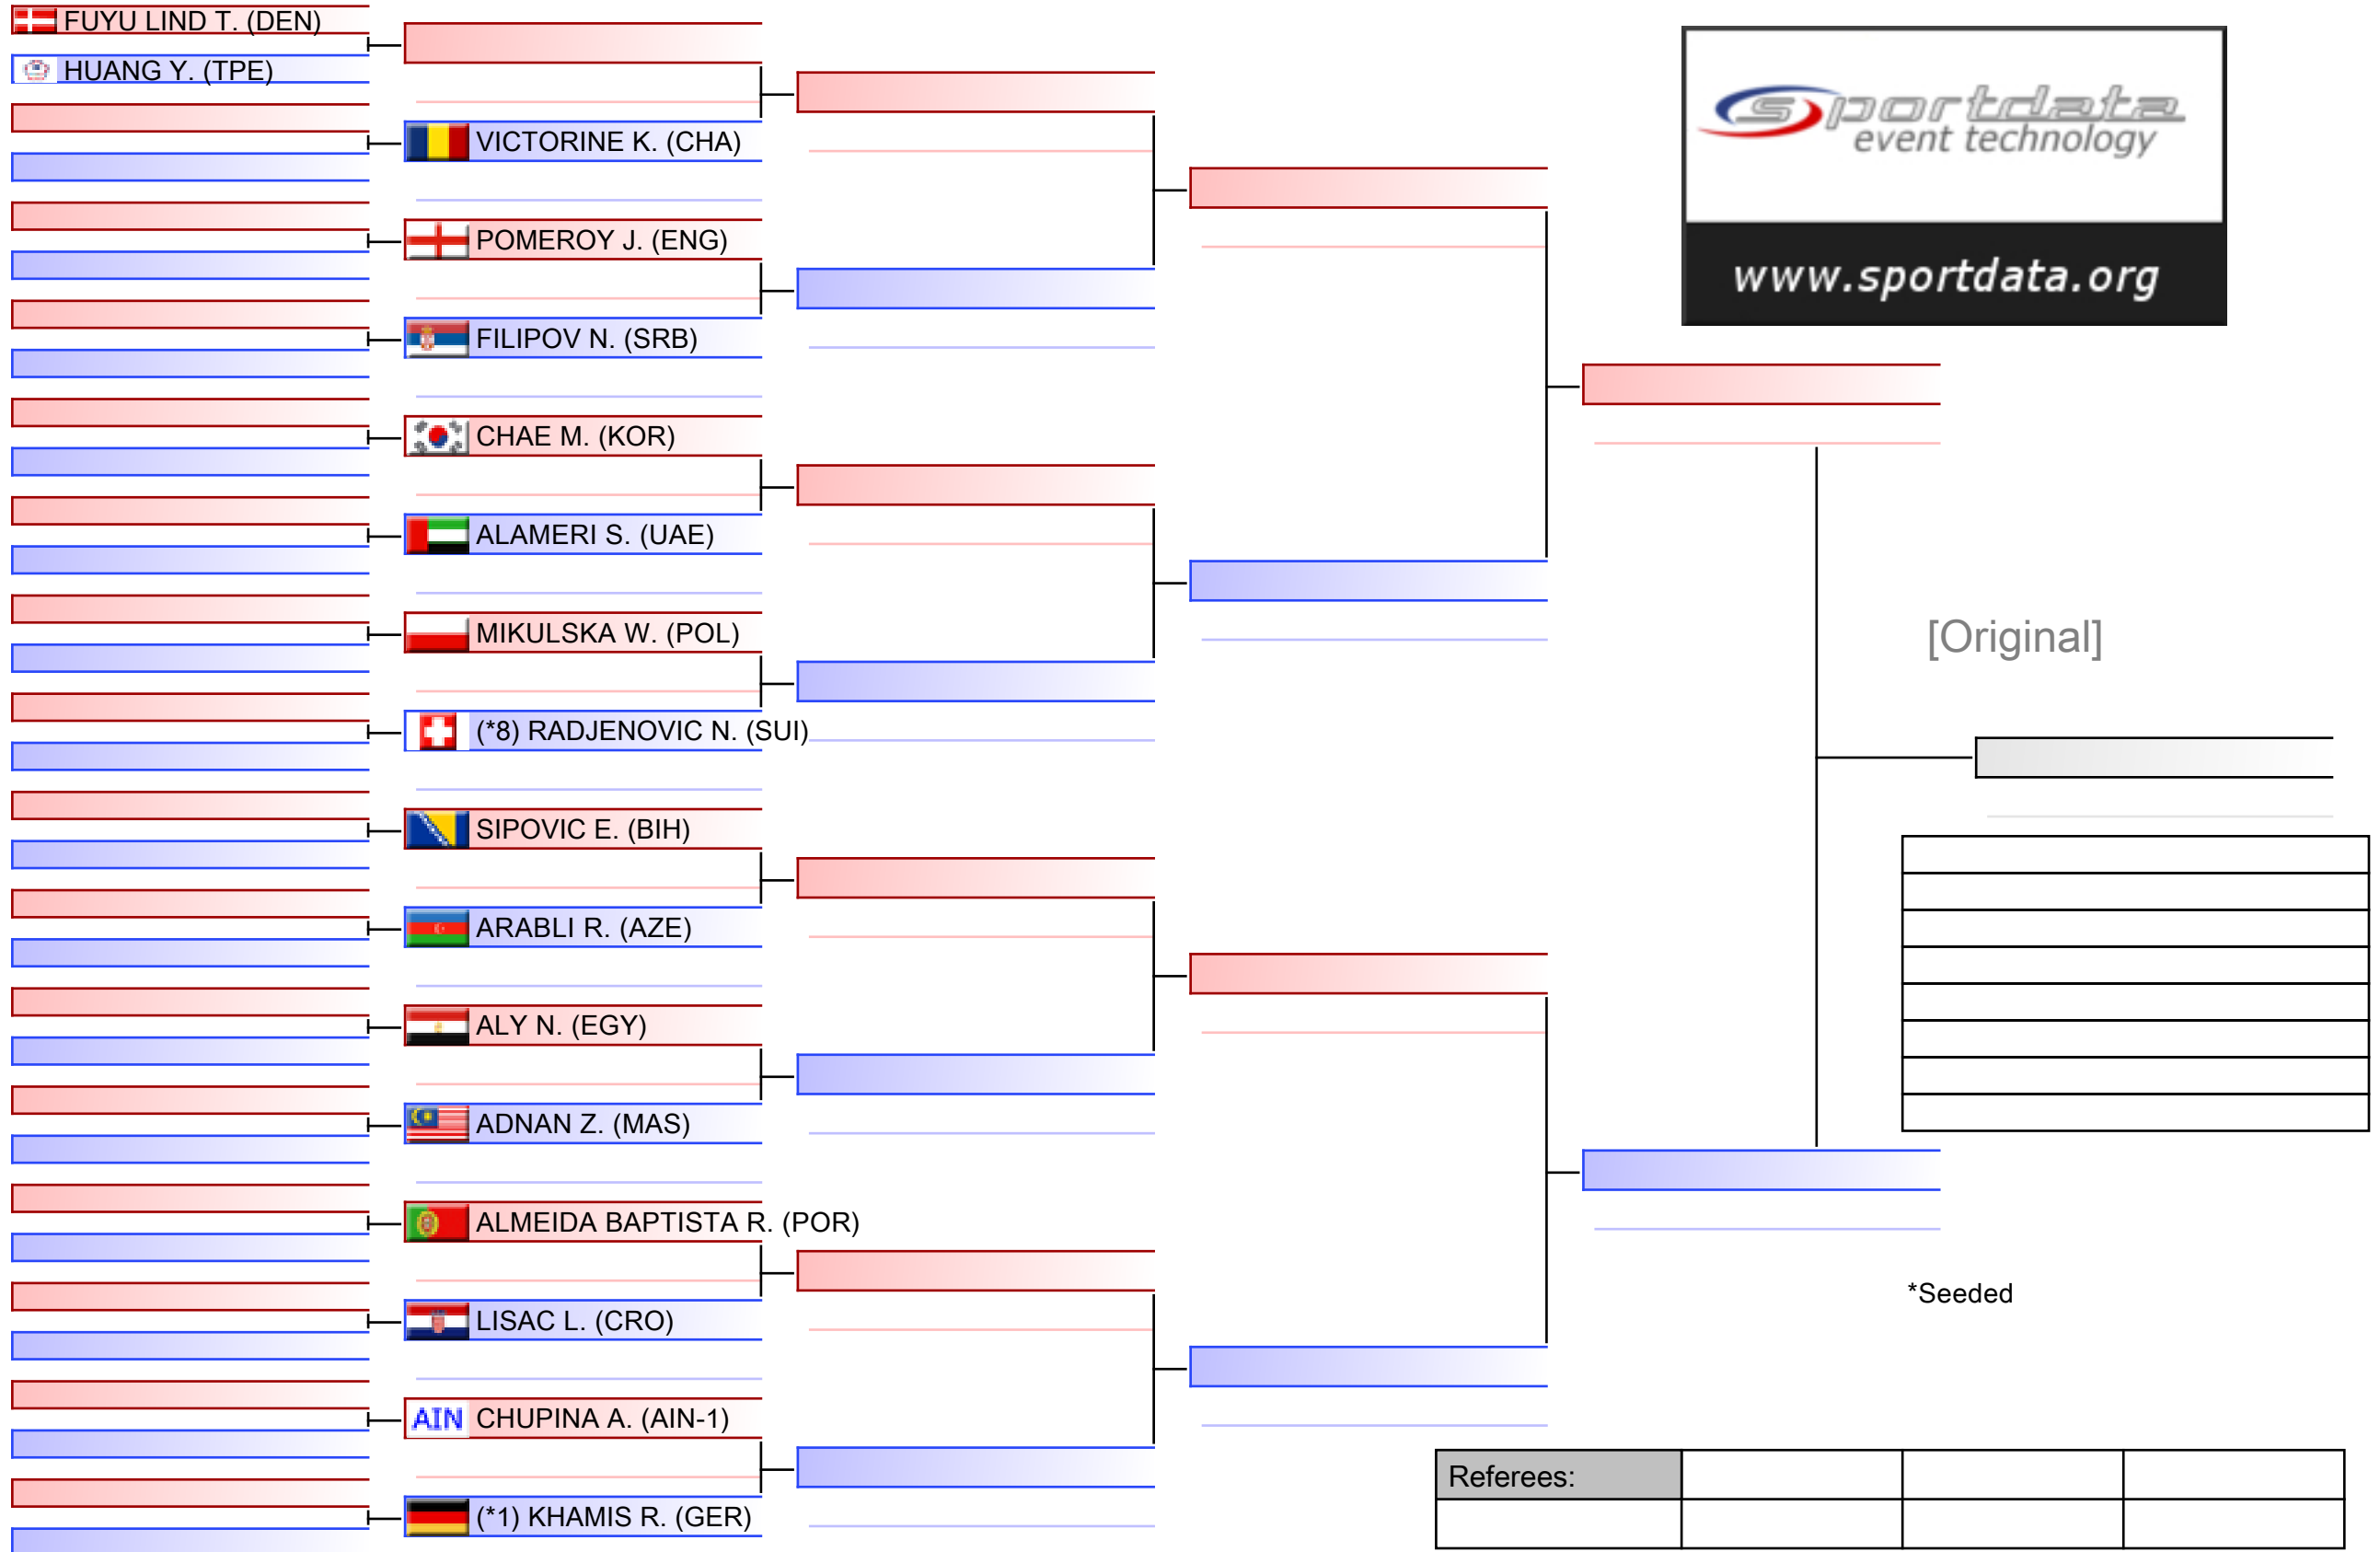 FUYU LIND T. (DEN)
HUANG Y. (TPE)
VICTORINE K. (CHA)
POMEROY J. (ENG)
FILIPOV N. (SRB)
CHAE M. (KOR)
ALAMERI S. (UAE)
MIKULSKA W. (POL)
(*8) RADJENOVIC N. (SUI)
SIPOVIC E. (BIH)
ARABLI R. (AZE)
ALY N. (EGY)
ADNAN Z. (MAS)
ALMEIDA BAPTISTA R. (POR)
LISAC L. (CRO)
AIN CHUPINA A. (AIN-1)
(*1) KHAMIS R. (GER)
sportdata
event technology
www.sportdata.org
[Original]
*Seeded
Referees: